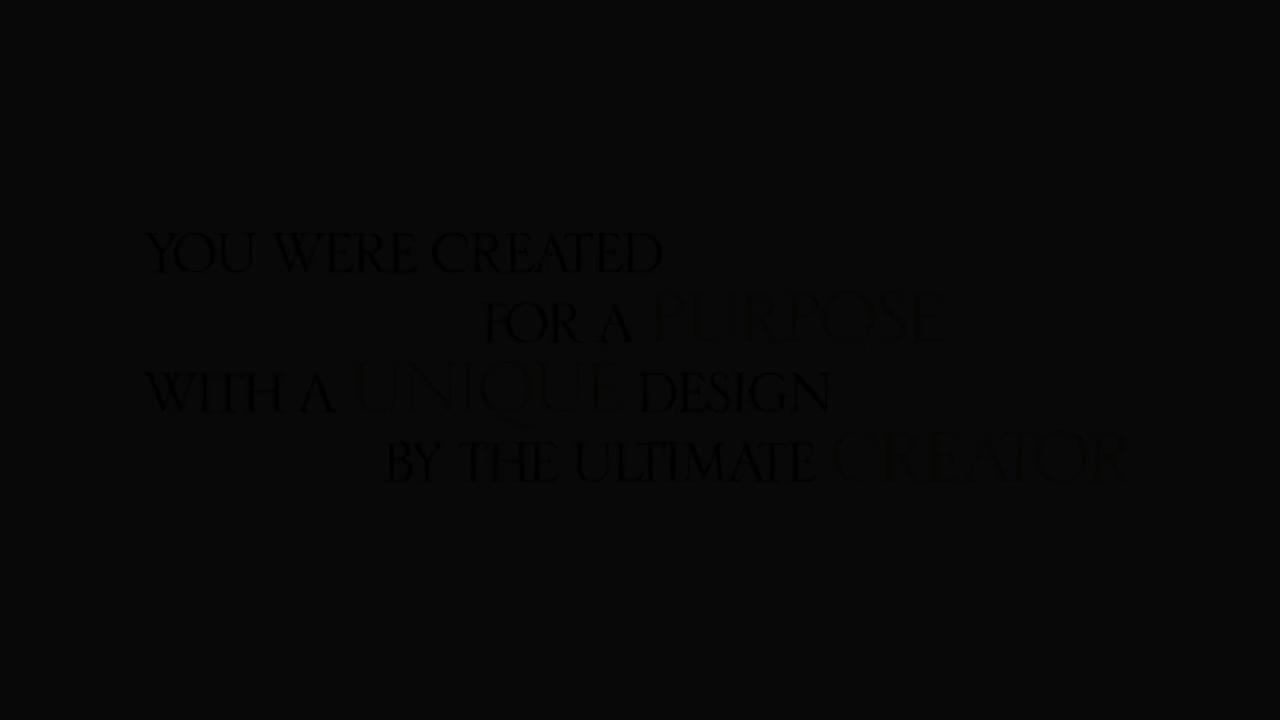 YOU WERE CREATED
FOR A PURPOSE
WITH A UNIQUE DESIGN
BY THE ULTIMATE CREATOR